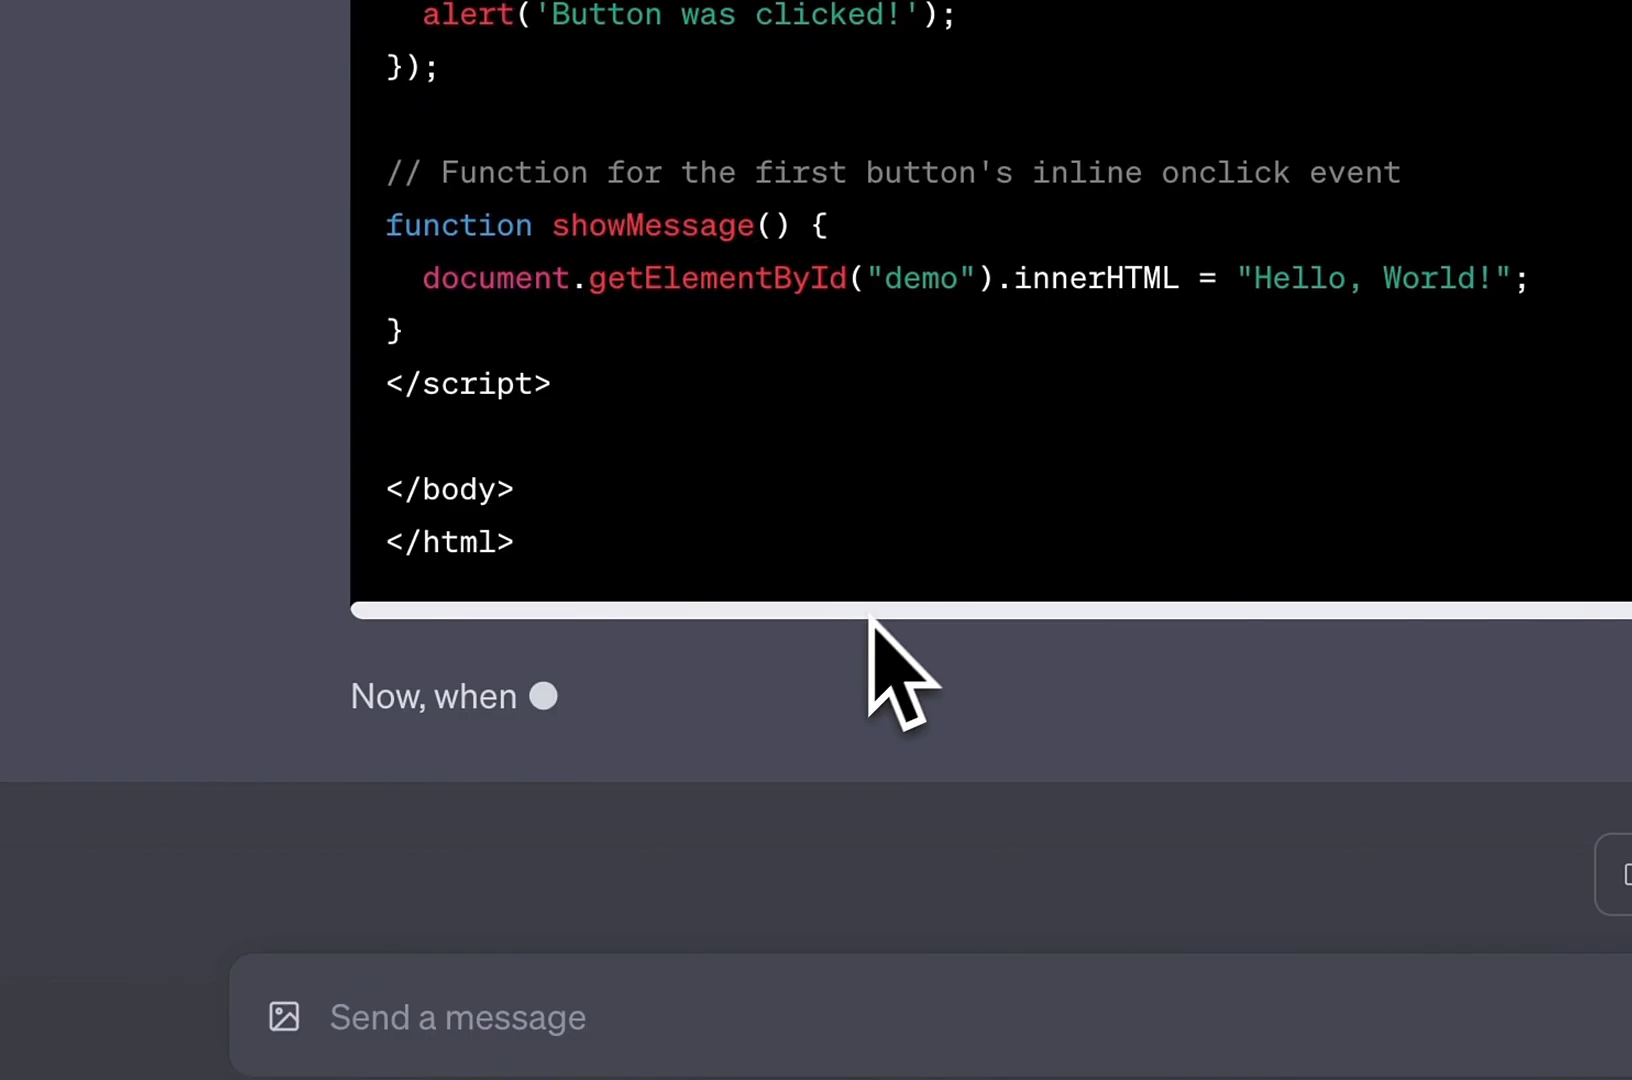 alert('Button was clicked!');
});
// Function for the first button's inline onclick event
function showMessage() {
document.getElementById("demo").innerHTML = "Hello, World!";
}
</script>
</body>
</html>
Now, when
Send a message